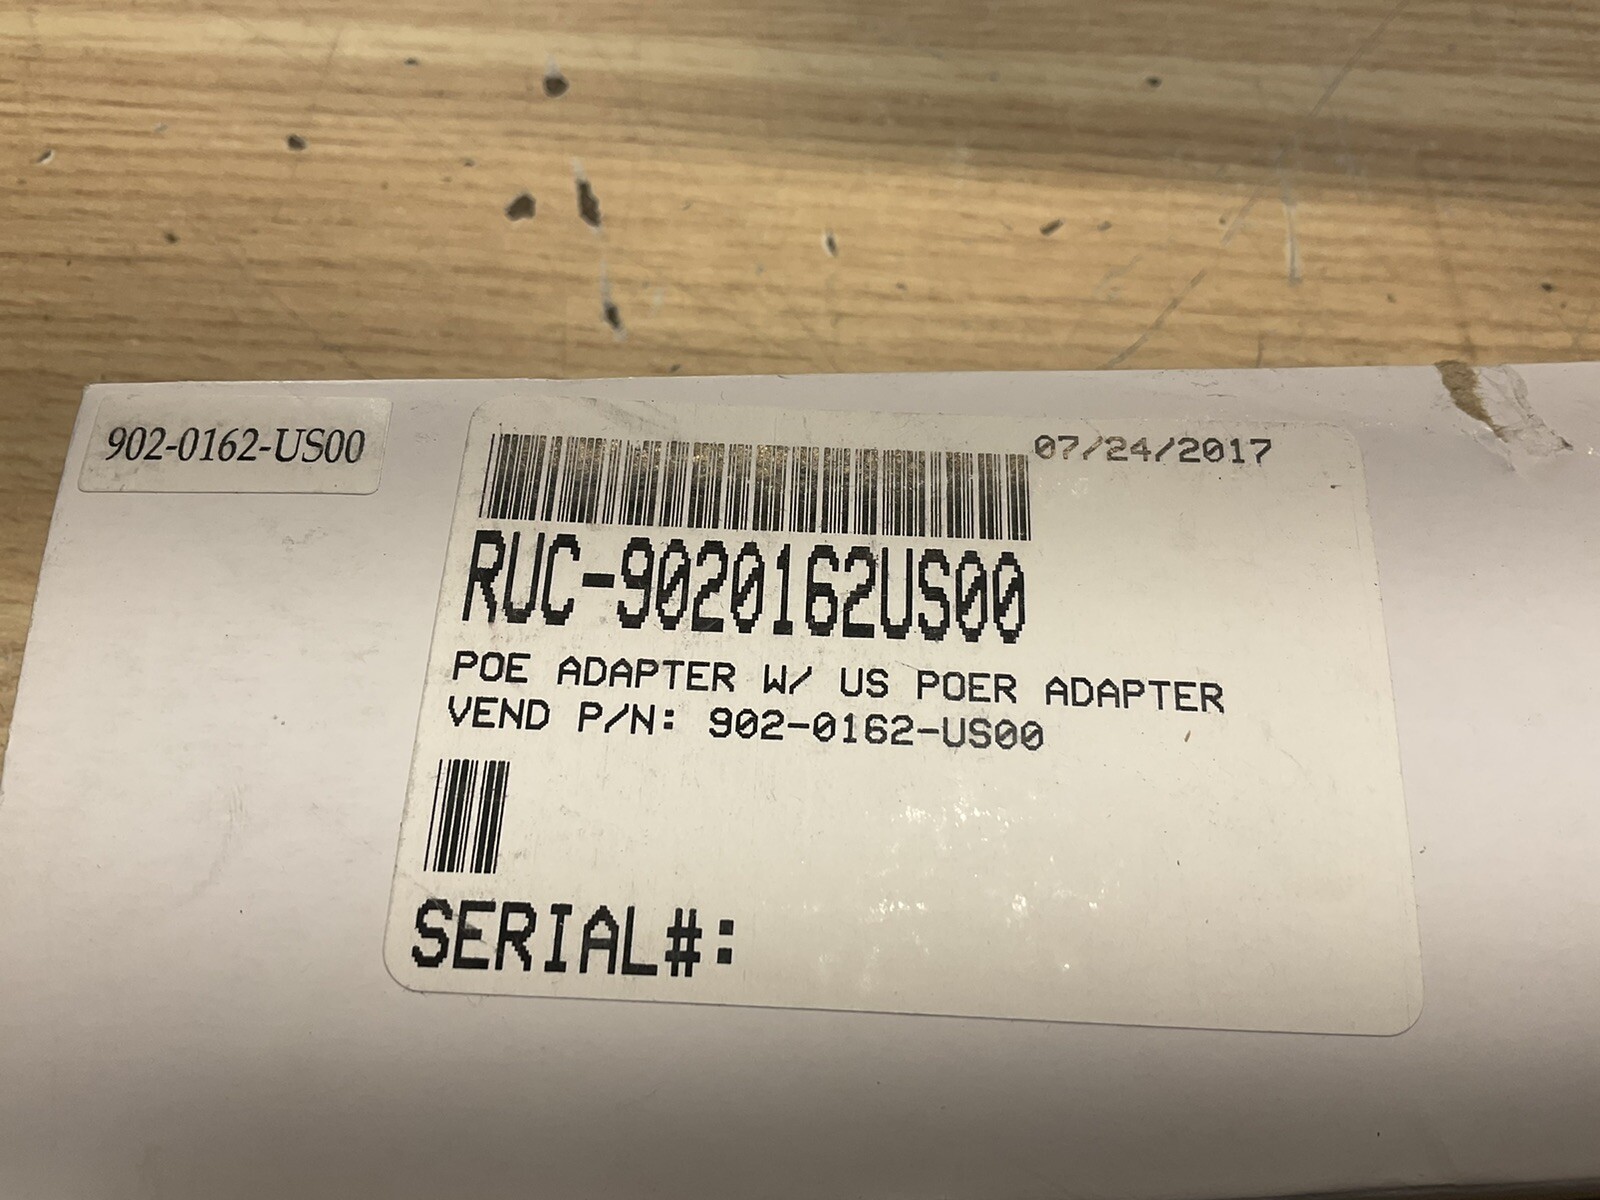 902-0162-US00
07/24/2017
RUC-9020162US00
POE ADAPTER W/ US POER ADAPTER
VEND P/N: 902-0162-US00
SERIAL#: